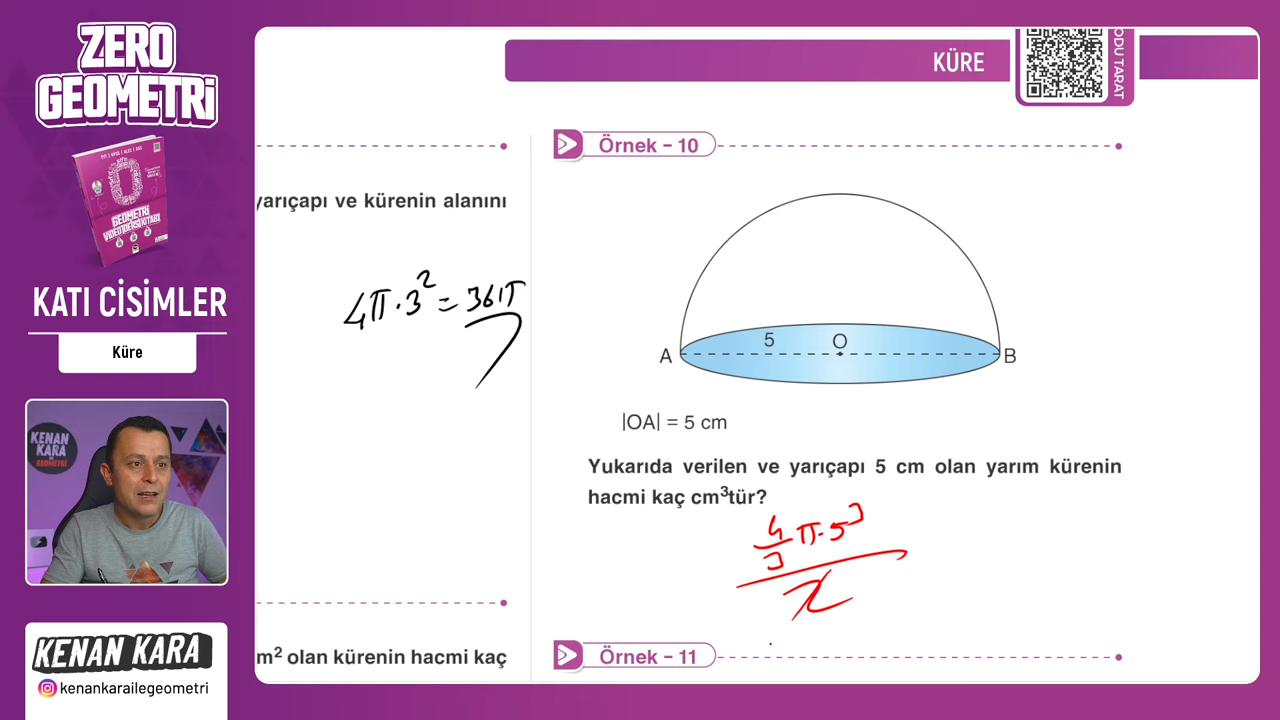 ZERO
GEOMETRİ
GEOMETRİ
VİDEO DERS KİTABI
KATI CİSİMLER
Küre
KENAN
KARA
GEOMETRİ
KENAN KARA
kenankarailegeometri
yarıçapı ve kürenin alanını
4π·3² = 36π
m² olan kürenin hacmi kaç
KÜRE
ODU TARAT
Örnek – 10
5
O
A
B
|OA| = 5 cm
Yukarıda verilen ve yarıçapı 5 cm olan yarım kürenin
hacmi kaç cm³tür?
4
π·5³
3
2
Örnek – 11